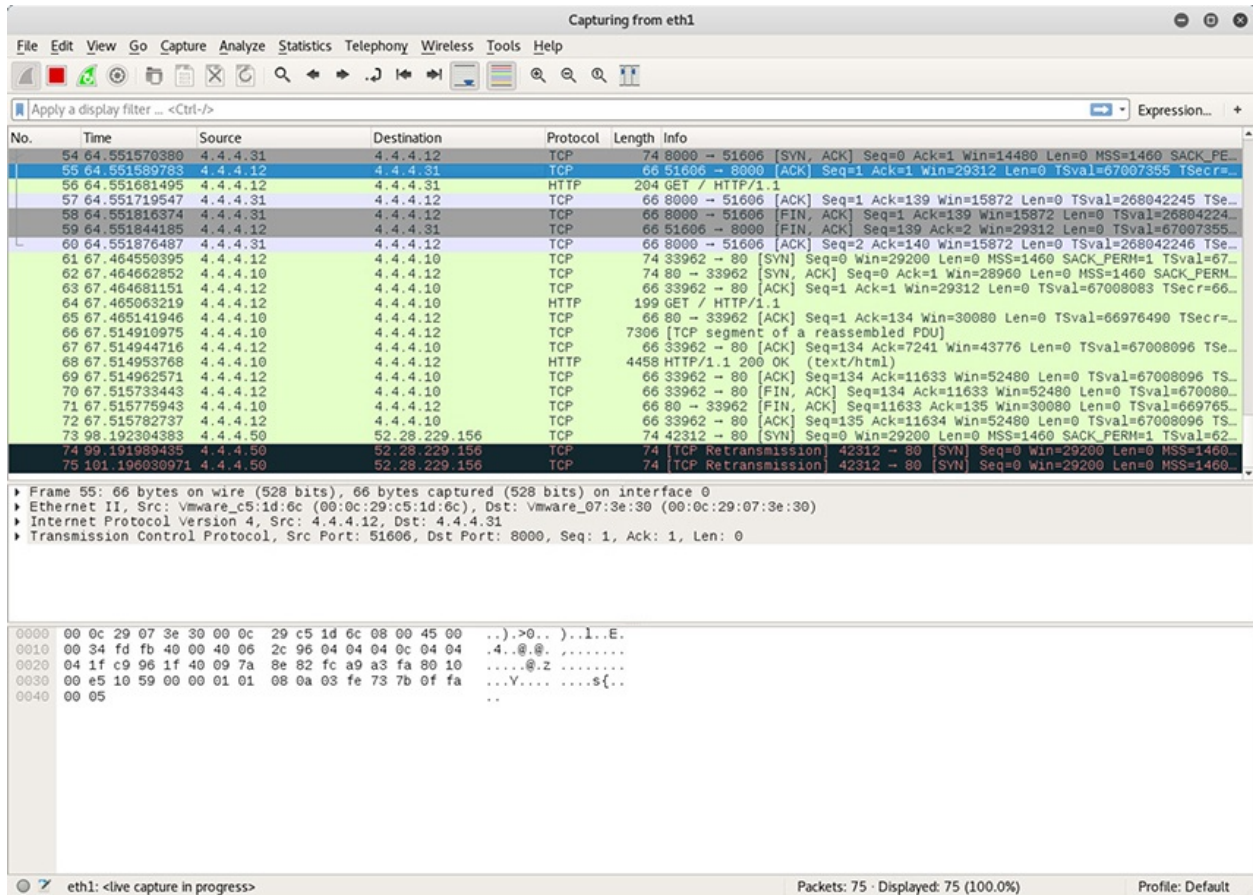 Capturing from eth1
File Edit View Go Capture Analyze Statistics Telephony Wireless Tools Help
Apply a display filter ... <Ctrl-/> Expression... +
No. Time Source Destination Protocol Length Info
54 64.551570380 4.4.4.31 4.4.4.12 TCP 74 8000 → 51606 [SYN, ACK] Seq=0 Ack=1 Win=14480 Len=0 MSS=1460 SACK_PE…
55 64.551589783 4.4.4.12 4.4.4.31 TCP 66 51606 → 8000 [ACK] Seq=1 Ack=1 Win=29312 Len=0 TSval=67007355 TSecr=…
56 64.551681495 4.4.4.12 4.4.4.31 HTTP 204 GET / HTTP/1.1
57 64.551719547 4.4.4.31 4.4.4.12 TCP 66 8000 → 51606 [ACK] Seq=1 Ack=139 Win=15872 Len=0 TSval=268042245 TSe…
58 64.551816374 4.4.4.31 4.4.4.12 TCP 66 8000 → 51606 [FIN, ACK] Seq=1 Ack=139 Win=15872 Len=0 TSval=26804224…
59 64.551844185 4.4.4.12 4.4.4.31 TCP 66 51606 → 8000 [FIN, ACK] Seq=139 Ack=2 Win=29312 Len=0 TSval=67007355…
60 64.551876487 4.4.4.31 4.4.4.12 TCP 66 8000 → 51606 [ACK] Seq=2 Ack=140 Win=15872 Len=0 TSval=268042246 TSe…
61 67.464550395 4.4.4.12 4.4.4.10 TCP 74 33962 → 80 [SYN] Seq=0 Win=29200 Len=0 MSS=1460 SACK_PERM=1 TSval=67…
62 67.464662852 4.4.4.10 4.4.4.12 TCP 74 80 → 33962 [SYN, ACK] Seq=0 Ack=1 Win=28960 Len=0 MSS=1460 SACK_PERM…
63 67.464681151 4.4.4.12 4.4.4.10 TCP 66 33962 → 80 [ACK] Seq=1 Ack=1 Win=29312 Len=0 TSval=67008083 TSecr=66…
64 67.465063219 4.4.4.12 4.4.4.10 HTTP 199 GET / HTTP/1.1
65 67.465141946 4.4.4.10 4.4.4.12 TCP 66 80 → 33962 [ACK] Seq=1 Ack=134 Win=30080 Len=0 TSval=66976490 TSecr=…
66 67.514910975 4.4.4.10 4.4.4.12 TCP 7306 [TCP segment of a reassembled PDU]
67 67.514944716 4.4.4.12 4.4.4.10 TCP 66 33962 → 80 [ACK] Seq=134 Ack=7241 Win=43776 Len=0 TSval=67008096 TSe…
68 67.514953768 4.4.4.10 4.4.4.12 HTTP 4458 HTTP/1.1 200 OK (text/html)
69 67.514962571 4.4.4.12 4.4.4.10 TCP 66 33962 → 80 [ACK] Seq=134 Ack=11633 Win=52480 Len=0 TSval=67008096 TS…
70 67.515733443 4.4.4.12 4.4.4.10 TCP 66 33962 → 80 [FIN, ACK] Seq=134 Ack=11633 Win=52480 Len=0 TSval=670080…
71 67.515775943 4.4.4.10 4.4.4.12 TCP 66 80 → 33962 [FIN, ACK] Seq=11633 Ack=135 Win=30080 Len=0 TSval=669765…
72 67.515782737 4.4.4.12 4.4.4.10 TCP 66 33962 → 80 [ACK] Seq=135 Ack=11634 Win=52480 Len=0 TSval=67008096 TS…
73 98.192304383 4.4.4.50 52.28.229.156 TCP 74 42312 → 80 [SYN] Seq=0 Win=29200 Len=0 MSS=1460 SACK_PERM=1 TSval=62…
74 99.191989435 4.4.4.50 52.28.229.156 TCP 74 [TCP Retransmission] 42312 → 80 [SYN] Seq=0 Win=29200 Len=0 MSS=1460…
75 101.196030971 4.4.4.50 52.28.229.156 TCP 74 [TCP Retransmission] 42312 → 80 [SYN] Seq=0 Win=29200 Len=0 MSS=1460…
Frame 55: 66 bytes on wire (528 bits), 66 bytes captured (528 bits) on interface 0
Ethernet II, Src: Vmware_c5:1d:6c (00:0c:29:c5:1d:6c), Dst: Vmware_07:3e:30 (00:0c:29:07:3e:30)
Internet Protocol Version 4, Src: 4.4.4.12, Dst: 4.4.4.31
Transmission Control Protocol, Src Port: 51606, Dst Port: 8000, Seq: 1, Ack: 1, Len: 0
0000 00 0c 29 07 3e 30 00 0c 29 c5 1d 6c 08 00 45 00 ..).>0.. )..l..E.
0010 00 34 fd fb 40 00 40 06 2c 96 04 04 04 0c 04 04 .4..@.@. ,.......
0020 04 1f c9 96 1f 40 09 7a 8e 82 fc a9 a3 fa 80 10 .....@.z ........
0030 00 e5 10 59 00 00 01 01 08 0a 03 fe 73 7b 0f fa ...Y.... ....s{..
0040 00 05 ..
eth1: <live capture in progress> Packets: 75 · Displayed: 75 (100.0%) Profile: Default